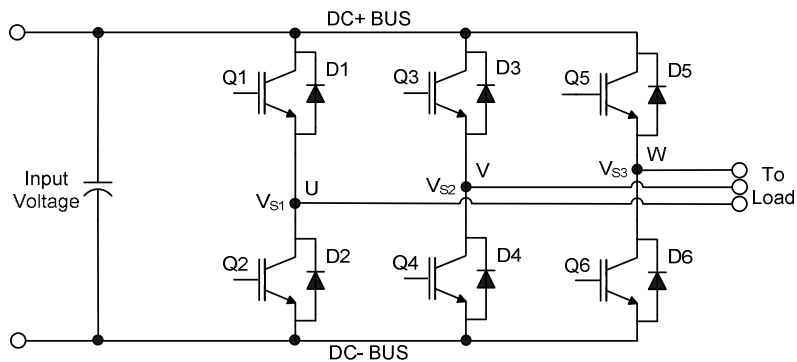 DC+ BUS
Q1
D1
Q3
D3
Q5
D5
Input
Voltage
VS1
U
VS2
V
VS3
W
To
Load
Q2
D2
Q4
D4
Q6
D6
DC- BUS